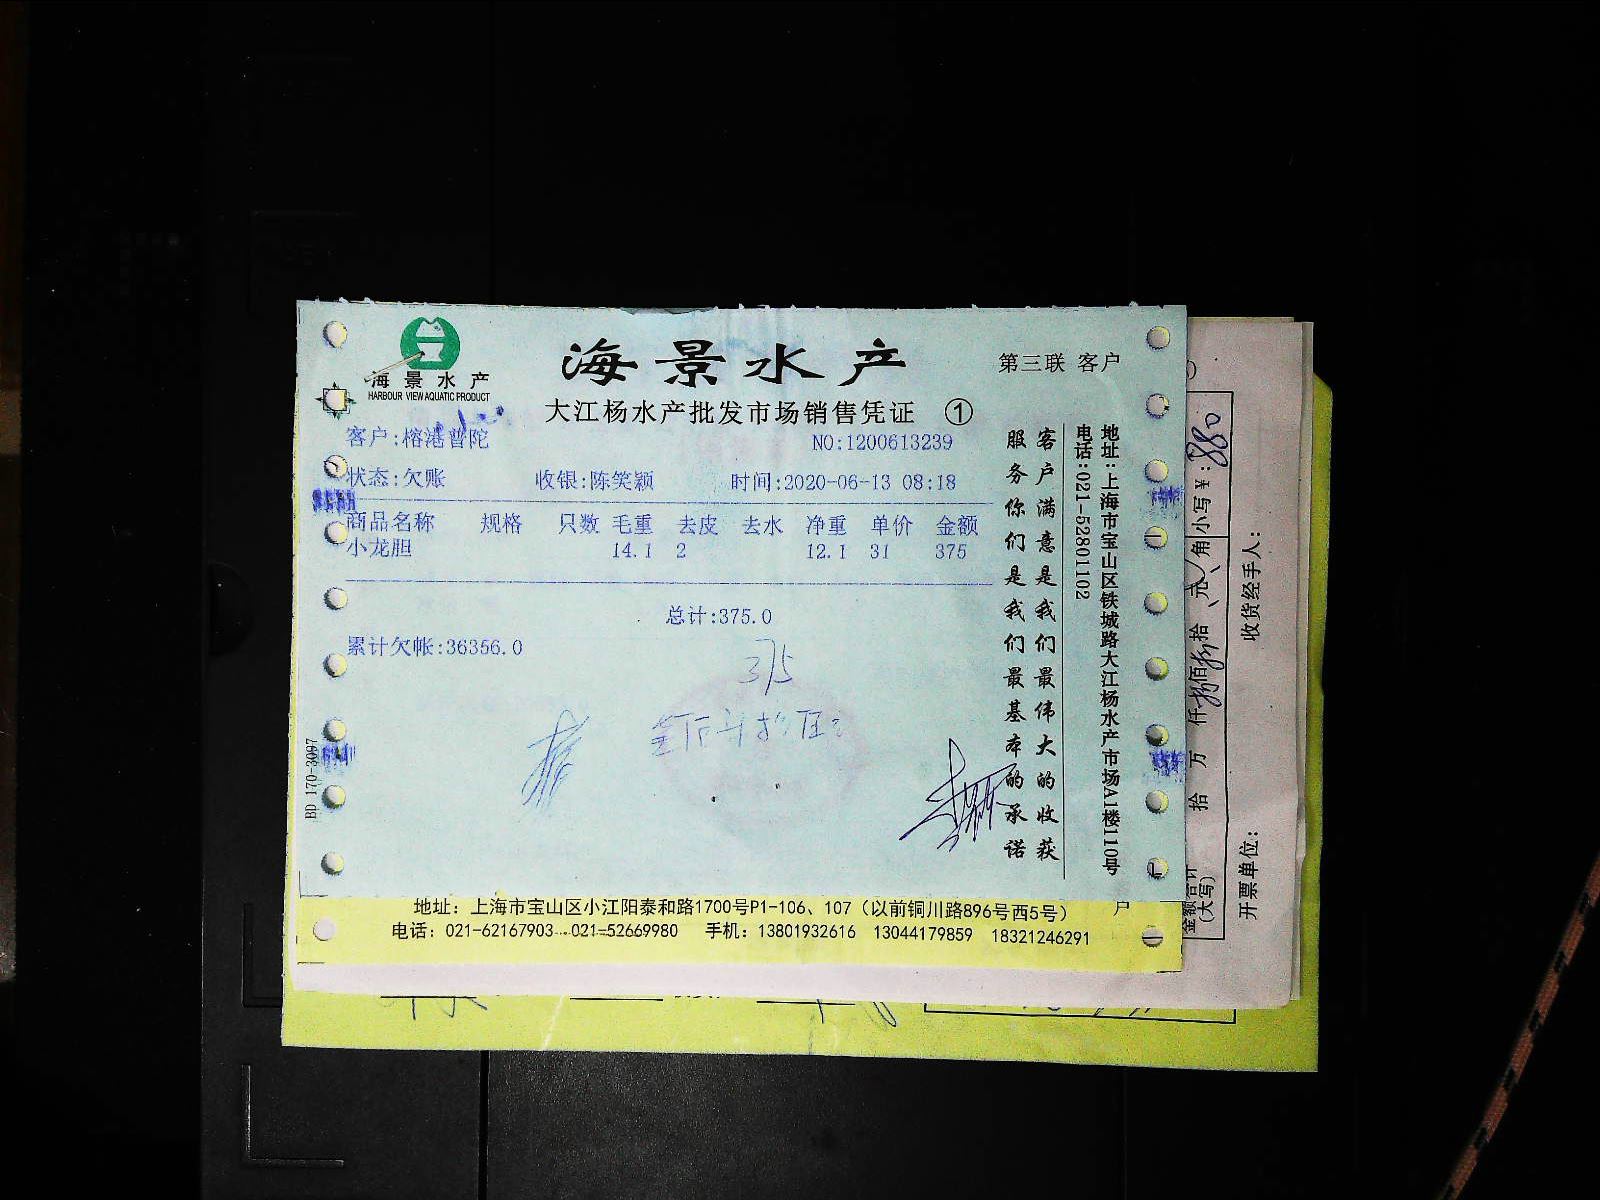 海景水产
HARBOUR VIEW AQUATIC PRODUCT
海景水产
第三联 客户
大江杨水产批发市场销售凭证 ①
客户:榕港普陀 NO:1200613239
状态:欠账 收银:陈笑颖 时间:2020-06-13 08:18
商品名称 规格 只数 毛重 去皮 去水 净重 单价 金额
小龙胆 14.1 2 12.1 31 375
总计:375.0
累计欠帐:36356.0
375
客户满意是我们最伟大的收获
服务你们是我们最基本的承诺
地址:上海市宝山区铁城路大江杨水产市场A1楼110号
电话:021-52801102
BD 170-3097
地址：上海市宝山区小江阳泰和路1700号P1-106、107（以前铜川路896号西5号）
电话：021-62167903 021-52669980 手机：13801932616 13044179859 18321246291
户
(大写) 拾 万 仟 佰 拾 元 角 小写¥:880
开票单位: 收货经手人: